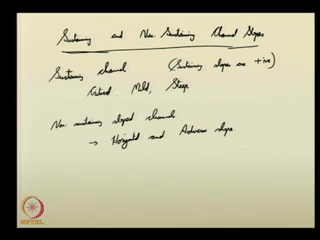 Sustaining and Non Sustaining Channel Slopes
Sustaining channel (Sustaining slopes are +ive)
Critical, Mild, Steep
Non sustaining sloped channels
→ Horizontal and Adverse slope.
NPTEL